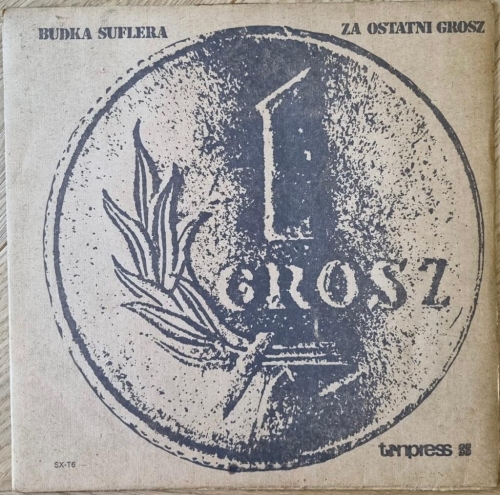 BUDKA SUFLERA
ZA OSTATNI GROSZ
1
GROSZ
tonpress
SX-T6